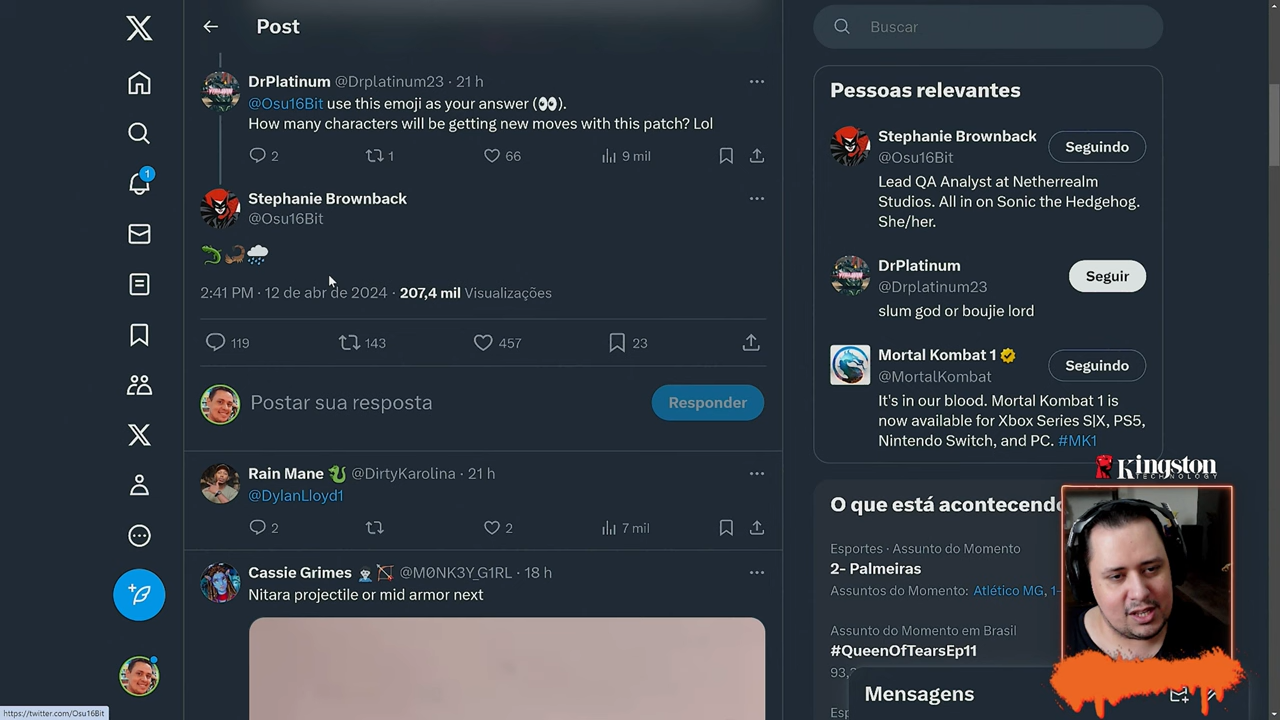 Post
DrPlatinum @Drplatinum23 · 21 h
@Osu16Bit use this emoji as your answer (👀).
How many characters will be getting new moves with this patch? Lol
2 1 66 9 mil
Stephanie Brownback
@Osu16Bit
🦎🦂🌧️
2:41 PM · 12 de abr de 2024 · 207,4 mil Visualizações
119 143 457 23
Postar sua resposta
Responder
Rain Mane 🐉 @DirtyKarolina · 21 h
@DylanLloyd1
2 2 7 mil
Cassie Grimes @M0NK3Y_G1RL · 18 h
Nitara projectile or mid armor next
1
https://twitter.com/Osu16Bit
Buscar
Pessoas relevantes
Stephanie Brownback
@Osu16Bit
Seguindo
Lead QA Analyst at Netherrealm
Studios. All in on Sonic the Hedgehog.
She/her.
DrPlatinum
@Drplatinum23
Seguir
slum god or boujie lord
Mortal Kombat 1
@MortalKombat
Seguindo
It's in our blood. Mortal Kombat 1 is
now available for Xbox Series S|X, PS5,
Nintendo Switch, and PC. #MK1
Kingston
TECHNOLOGY
O que está acontecendo
Esportes · Assunto do Momento
2- Palmeiras
Assuntos do Momento: Atlético MG, 1-
Assunto do Momento em Brasil
#QueenOfTearsEp11
93,
Mensagens
Esp